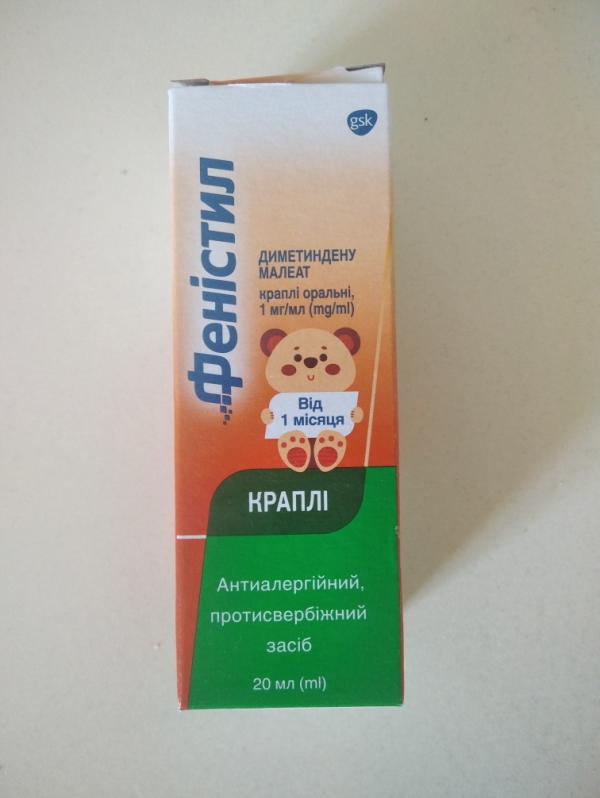 gsk
Феністил
ДИМЕТИНДЕНУ
МАЛЕАТ
краплі оральні,
1 мг/мл (mg/ml)
Від
1 місяця
КРАПЛІ
Антиалергійний,
протисвербіжний
засіб
20 мл (ml)